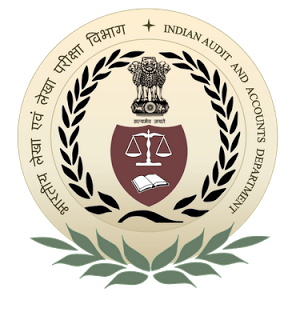 भारतीय लेखा एवं लेखा परीक्षा विभाग
INDIAN AUDIT AND ACCOUNTS DEPARTMENT
सत्यमेव जयते